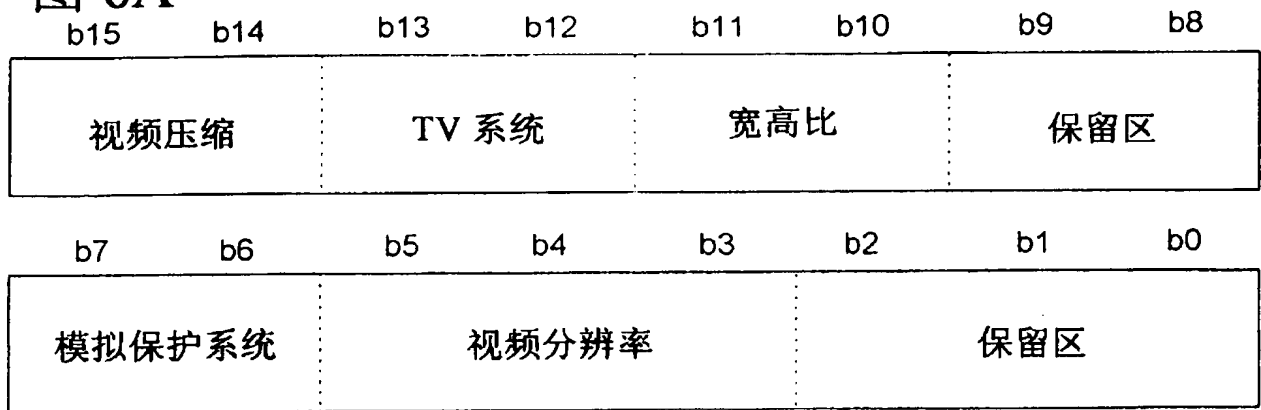 b15 b14 b13 b12 b11 b10 b9 b8
视频压缩 TV 系统 宽高比 保留区
b7 b6 b5 b4 b3 b2 b1 b0
模拟保护系统 视频分辨率 保留区